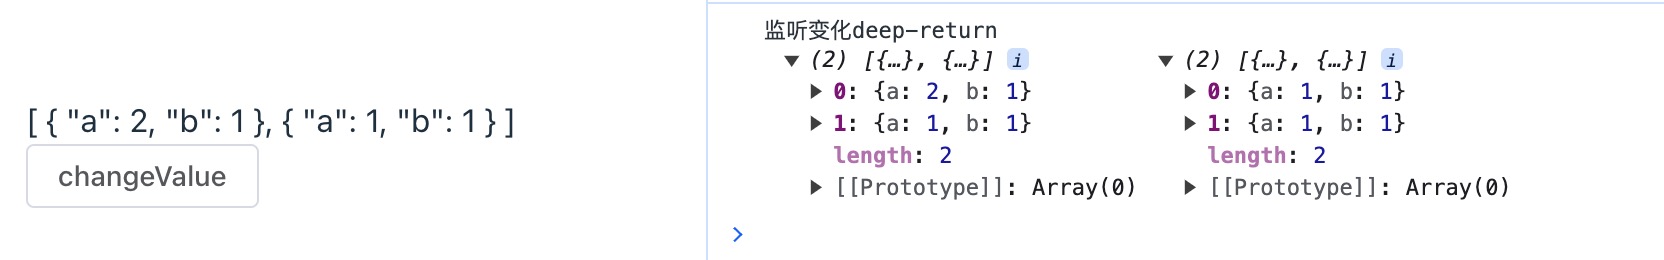 [ { "a": 2, "b": 1 }, { "a": 1, "b": 1 } ]
changeValue
监听变化deep-return
▼ (2) [{…}, {…}] i
▶ 0: {a: 2, b: 1}
▶ 1: {a: 1, b: 1}
length: 2
▶ [[Prototype]]: Array(0)
▼ (2) [{…}, {…}] i
▶ 0: {a: 1, b: 1}
▶ 1: {a: 1, b: 1}
length: 2
▶ [[Prototype]]: Array(0)
>